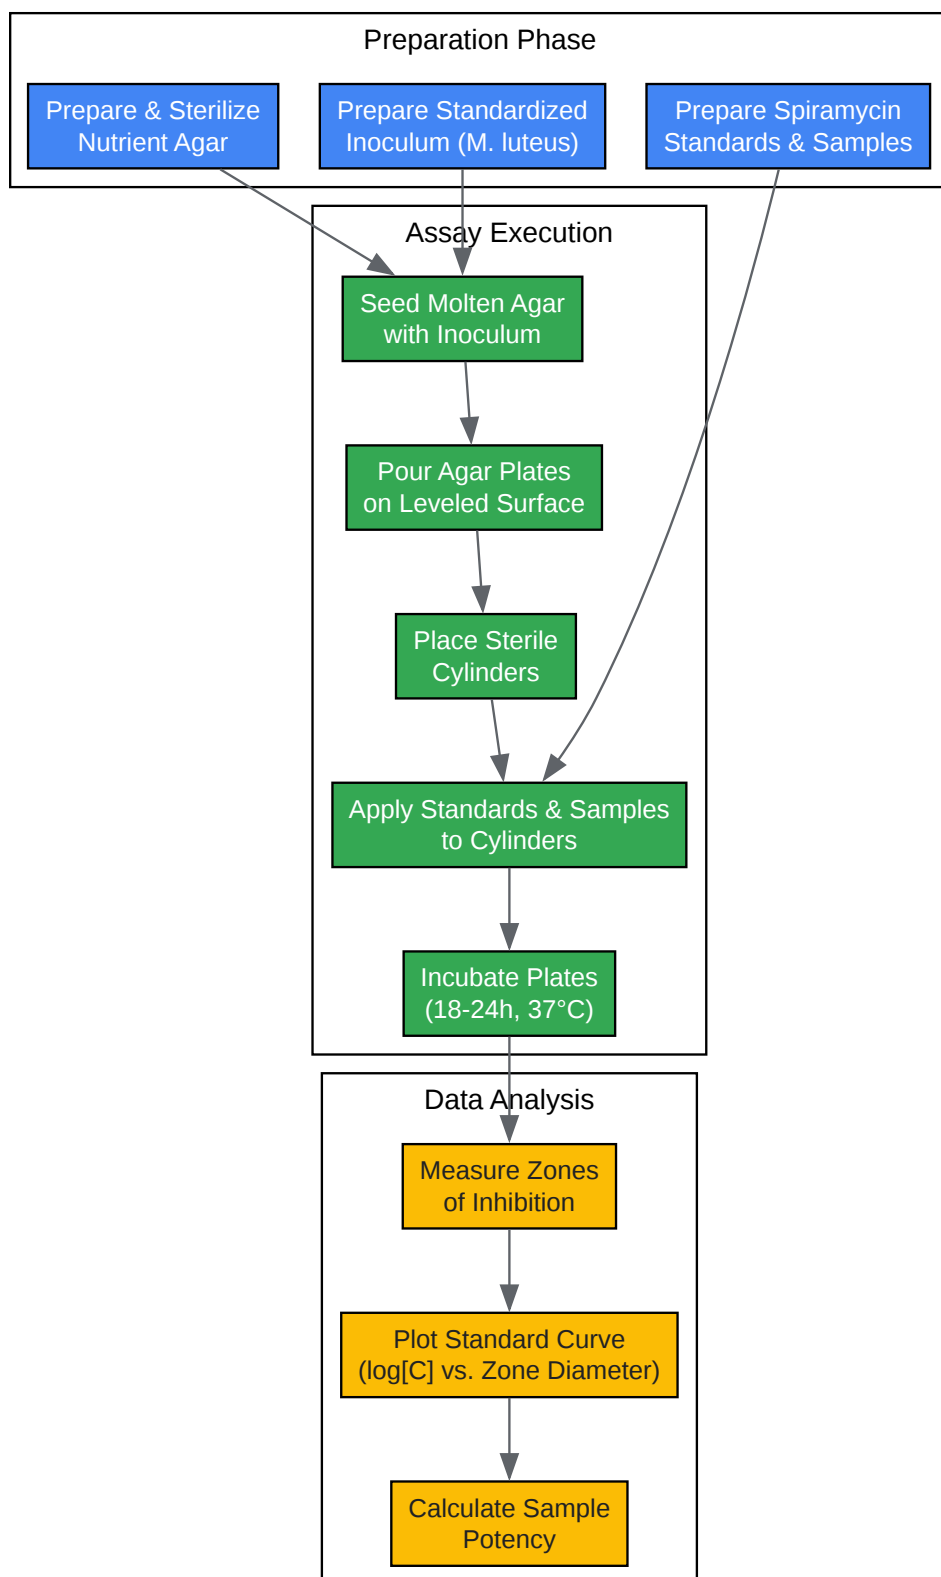 Preparation Phase
Prepare & Sterilize
Nutrient Agar
Prepare Standardized
Inoculum (M. luteus)
Prepare Spiramycin
Standards & Samples
Assay Execution
Seed Molten Agar
with Inoculum
Pour Agar Plates
on Leveled Surface
Place Sterile
Cylinders
Apply Standards & Samples
to Cylinders
Incubate Plates
(18-24h, 37°C)
Data Analysis
Measure Zones
of Inhibition
Plot Standard Curve
(log[C] vs. Zone Diameter)
Calculate Sample
Potency